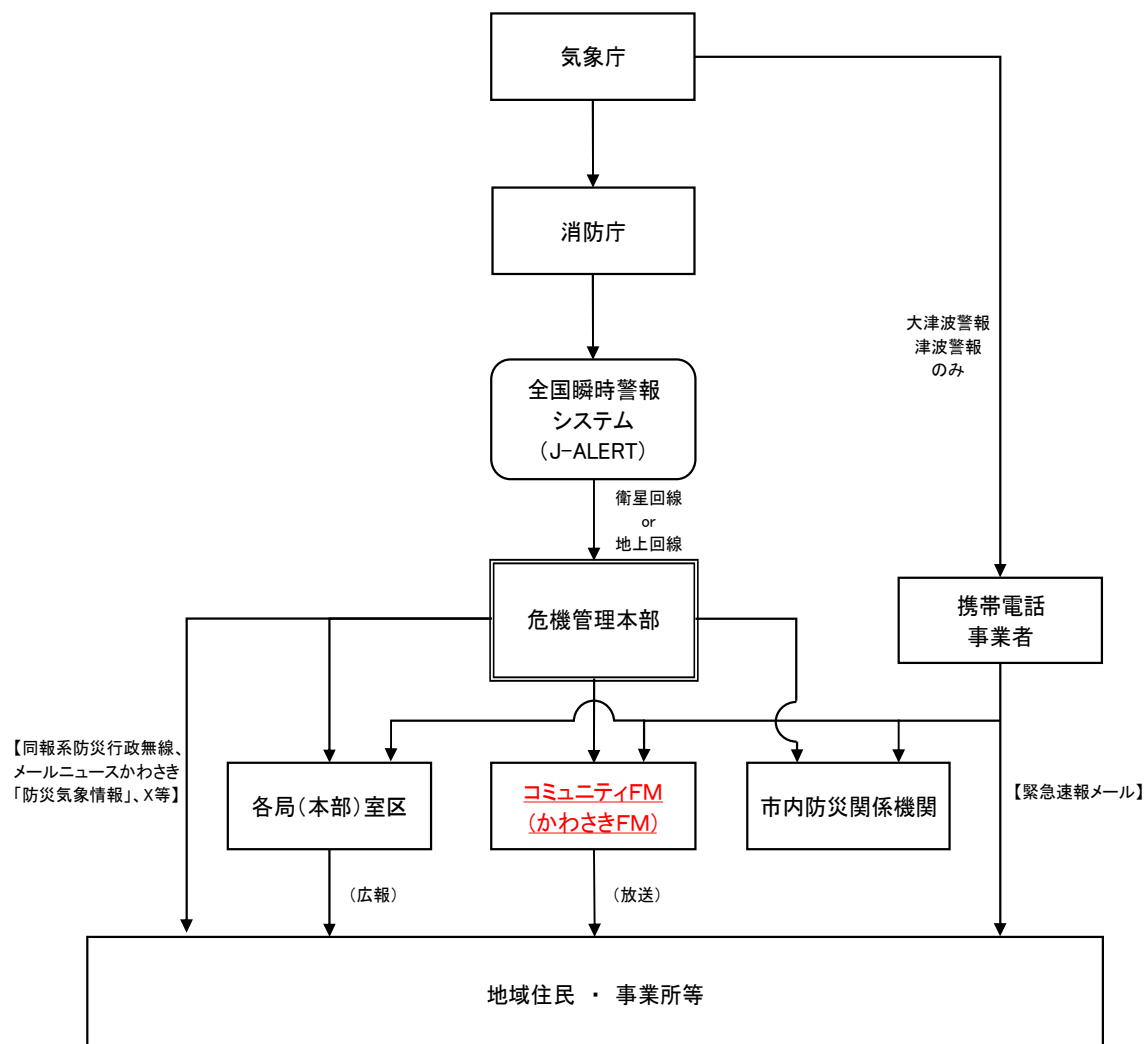 気象庁
消防庁
大津波警報
津波警報
のみ
全国瞬時警報
システム
（J-ALERT）
衛星回線
or
地上回線
危機管理本部
携帯電話
事業者
【同報系防災行政無線、
メールニュースかわさき
「防災気象情報」、X等】
各局（本部）室区
コミュニティFM
（かわさきFM）
市内防災関係機関
【緊急速報メール】
（広報）
（放送）
地域住民 ・ 事業所等